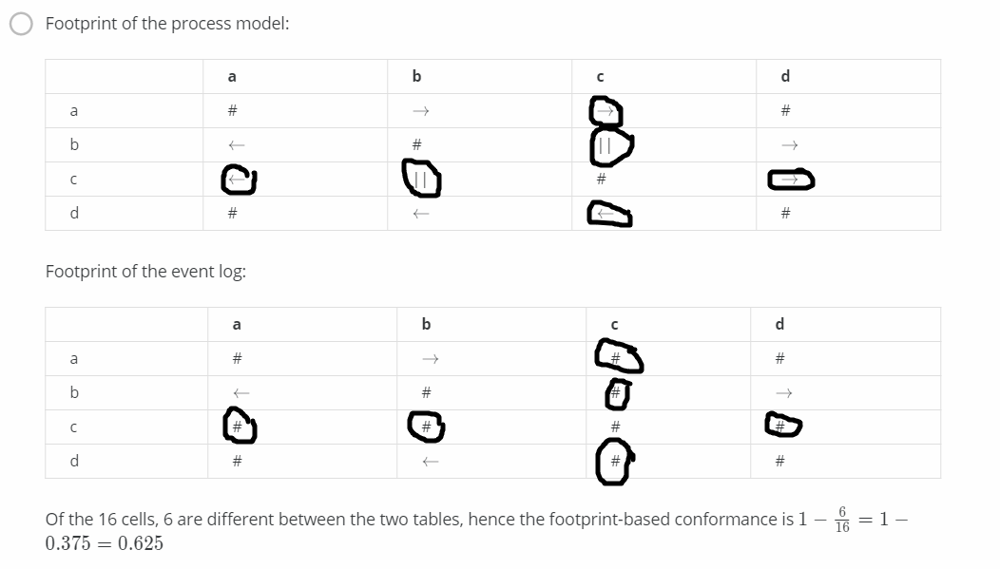 Footprint of the process model:
a b c d
a # → → #
b ← # || →
c ← || # →
d # ← ← #
Footprint of the event log:
a b c d
a # → # #
b ← # # →
c # # # #
d # ← # #
Of the 16 cells, 6 are different between the two tables, hence the footprint-based conformance is 1 − 6/16 = 1 −
0.375 = 0.625